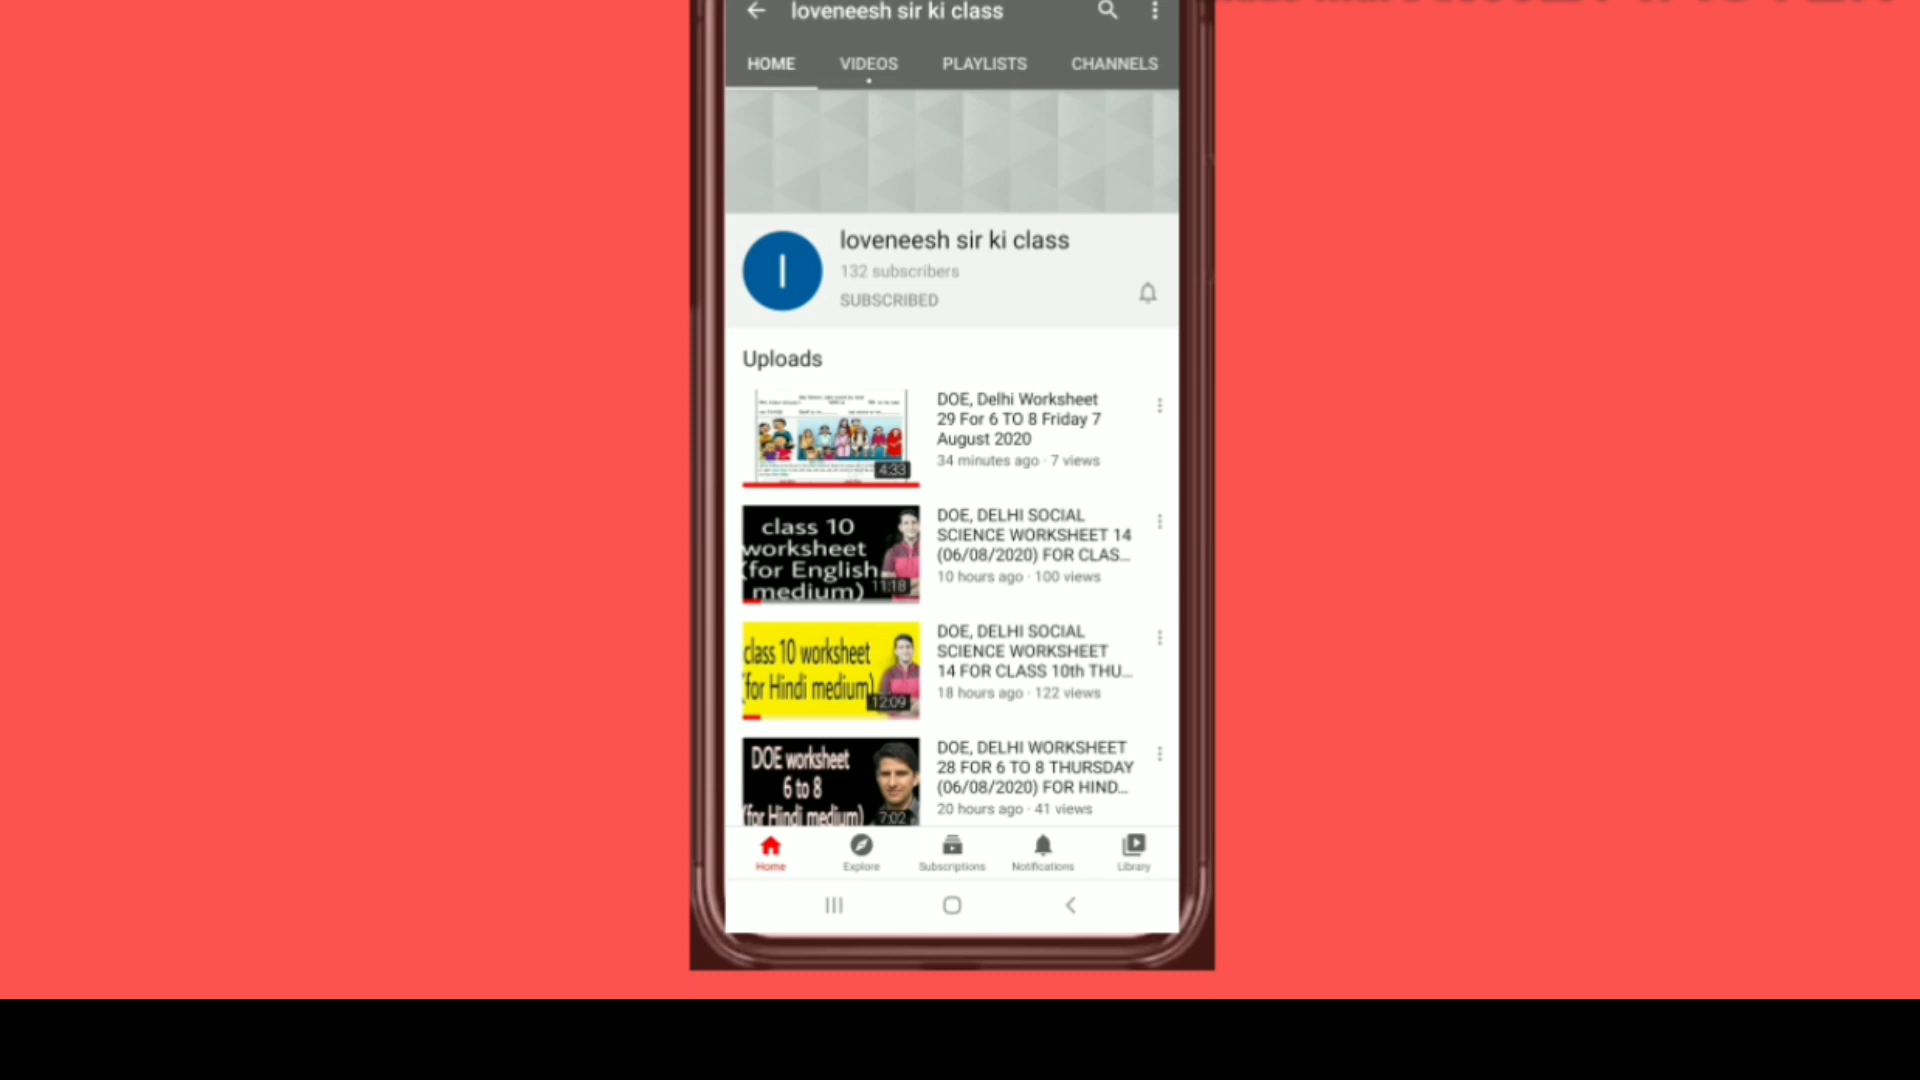 loveneesh sir ki class
HOME VIDEOS PLAYLISTS CHANNELS
loveneesh sir ki class
132 subscribers
SUBSCRIBED
Uploads
4:33
DOE, Delhi Worksheet
29 For 6 TO 8 Friday 7
August 2020
34 minutes ago · 7 views
class 10
worksheet
(for English
medium)
11:18
DOE, DELHI SOCIAL
SCIENCE WORKSHEET 14
(06/08/2020) FOR CLAS...
10 hours ago · 100 views
class 10 worksheet
(for Hindi medium)
12:09
DOE, DELHI SOCIAL
SCIENCE WORKSHEET
14 FOR CLASS 10th THU...
18 hours ago · 122 views
DOE worksheet
6 to 8
(for Hindi medium)
7:02
DOE, DELHI WORKSHEET
28 FOR 6 TO 8 THURSDAY
(06/08/2020) FOR HIND...
20 hours ago · 41 views
Home Explore Subscriptions Notifications Library